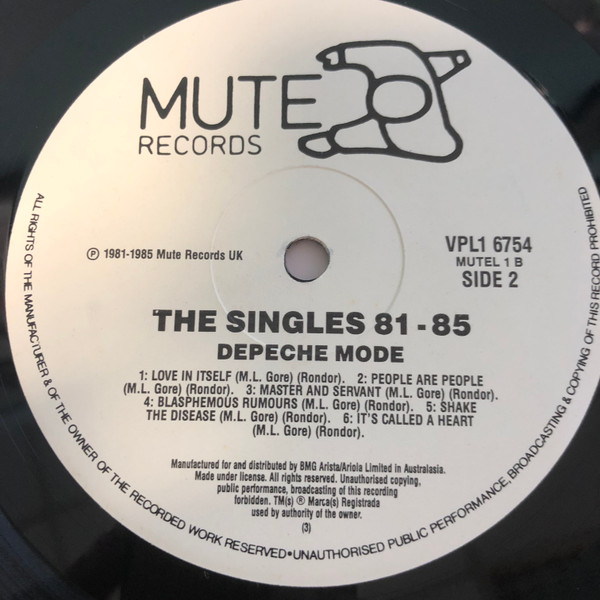 MUTE
RECORDS
℗ 1981-1985 Mute Records UK
VPL1 6754
MUTEL 1 B
SIDE 2
THE SINGLES 81 - 85
DEPECHE MODE
1: LOVE IN ITSELF (M.L. Gore) (Rondor). 2: PEOPLE ARE PEOPLE
(M.L. Gore) (Rondor). 3: MASTER AND SERVANT (M.L. Gore) (Rondor).
4: BLASPHEMOUS RUMOURS (M.L. Gore) (Rondor). 5: SHAKE
THE DISEASE (M.L. Gore) (Rondor). 6: IT'S CALLED A HEART
(M.L. Gore) (Rondor).
Manufactured for and distributed by BMG Arista/Ariola Limited in Australasia.
Made under license. All rights reserved. Unauthorised copying,
public performance, broadcasting of this recording
forbidden. TM(s) ® Marca(s) Registrada
used by authority of the owner.
(3)
ALL RIGHTS OF THE MANUFACTURER & OF THE OWNER OF THE RECORDED WORK RESERVED•UNAUTHORISED PUBLIC PERFORMANCE, BROADCASTING & COPYING OF THIS RECORD PROHIBITED